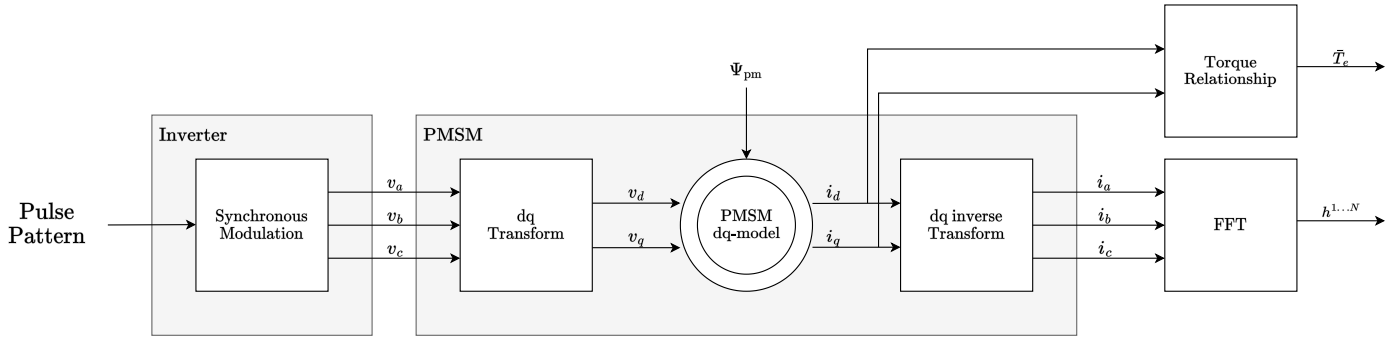 Pulse
Pattern
Inverter
Synchronous
Modulation
v_a
v_b
v_c
PMSM
dq
Transform
v_d
v_q
Ψ_pm
PMSM
dq-model
i_d
i_q
dq inverse
Transform
i_a
i_b
i_c
Torque
Relationship
T̄_e
FFT
h^{1…N}